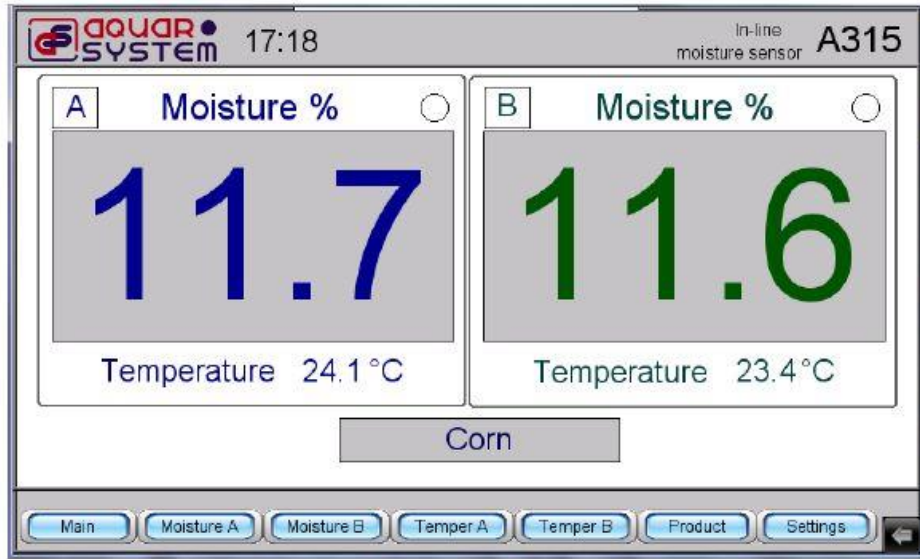 aquar system 17:18 In-line moisture sensor A315
A Moisture %
11.7
Temperature 24.1 °C
B Moisture %
11.6
Temperature 23.4 °C
Corn
Main Moisture A Moisture B Temper A Temper B Product Settings